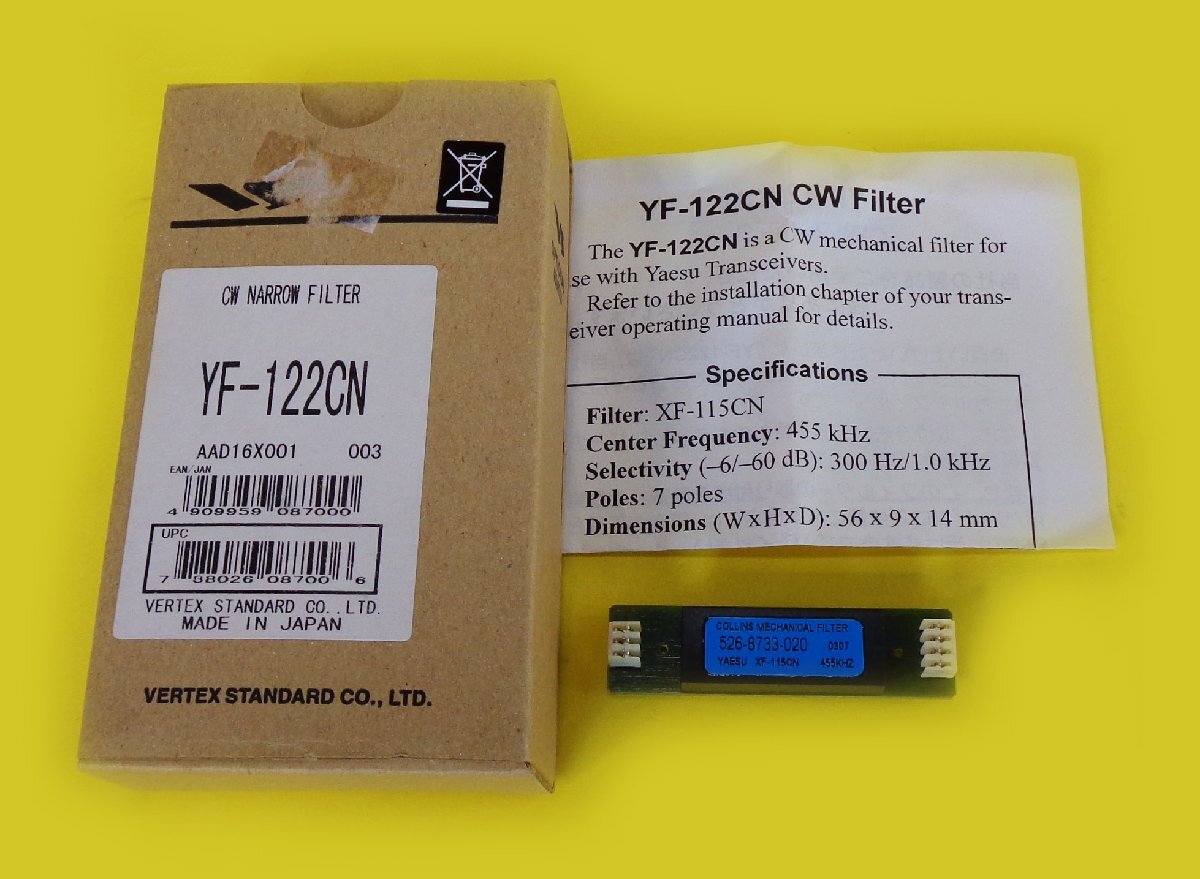 CW NARROW FILTER
YF-122CN
AAD16X001 003
EAN/JAN
4 909959 087000
UPC
7 38026 08700 6
VERTEX STANDARD CO.,LTD.
MADE IN JAPAN
VERTEX STANDARD CO., LTD.
YF-122CN CW Filter
The YF-122CN is a CW mechanical filter for
se with Yaesu Transceivers.
Refer to the installation chapter of your trans-
eiver operating manual for details.
Specifications
Filter: XF-115CN
Center Frequency: 455 kHz
Selectivity (–6/–60 dB): 300 Hz/1.0 kHz
Poles: 7 poles
Dimensions (WxHxD): 56 x 9 x 14 mm
COLLINS MECHANICAL FILTER
526-8733-020 0307
YAESU XF-115CN 455KHZ